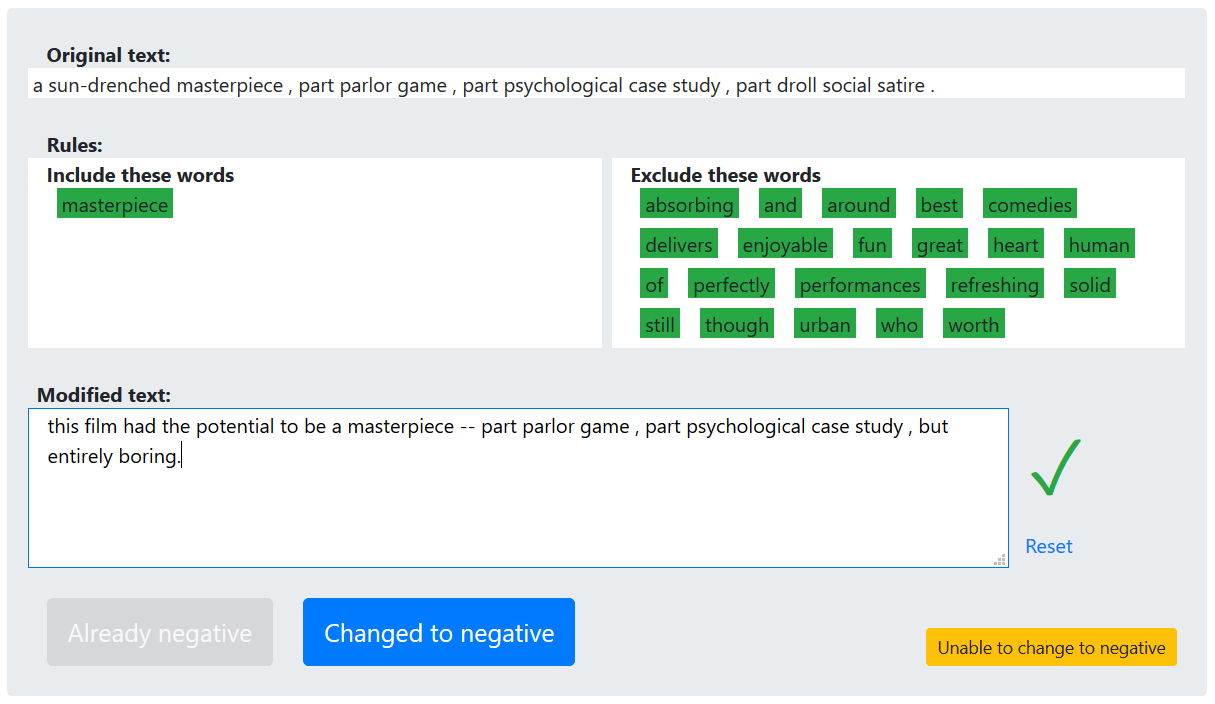 Original text:
a sun-drenched masterpiece , part parlor game , part psychological case study , part droll social satire .
Rules:
Include these words
masterpiece
Exclude these words
absorbing and around best comedies
delivers enjoyable fun great heart human
of perfectly performances refreshing solid
still though urban who worth
Modified text:
this film had the potential to be a masterpiece -- part parlor game , part psychological case study , but
entirely boring.
Reset
Already negative
Changed to negative
Unable to change to negative